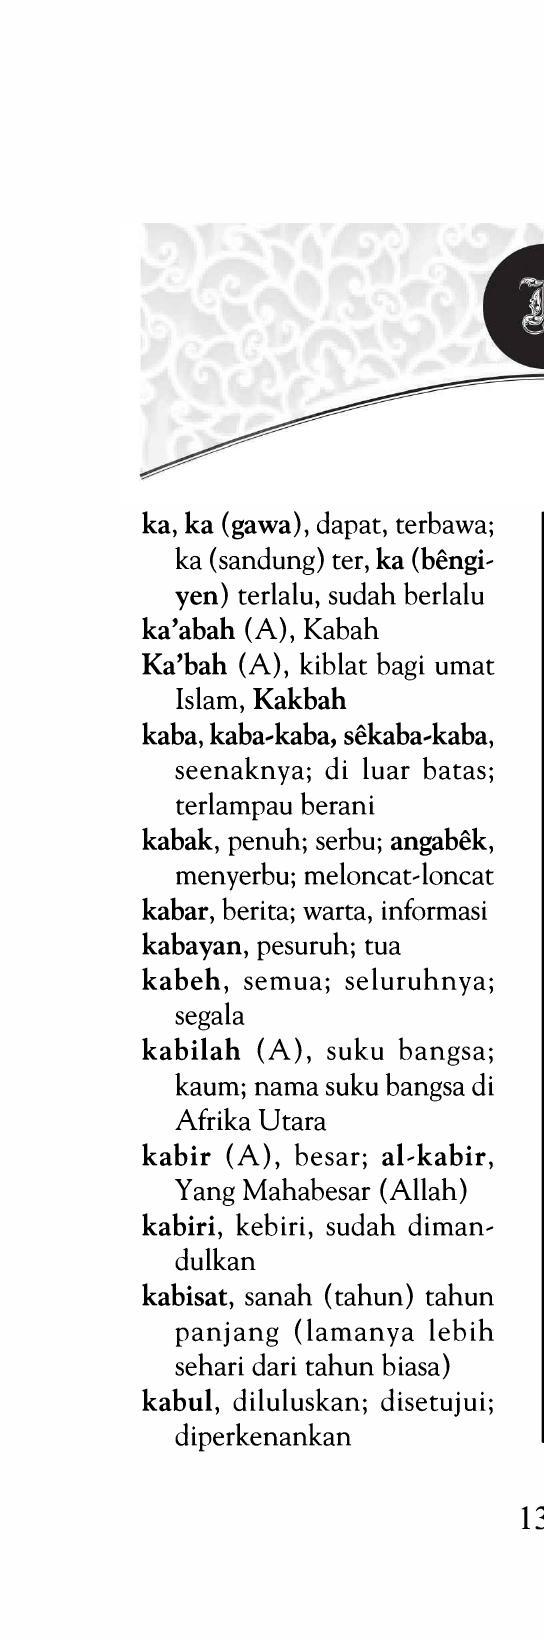 ka, ka (gawa), dapat, terbawa;
ka (sandung) ter, ka (bêngi-
yen) terlalu, sudah berlalu
ka’abah (A), Kabah
Ka’bah (A), kiblat bagi umat
Islam, Kakbah
kaba, kaba-kaba, sêkaba-kaba,
seenaknya; di luar batas;
terlampau berani
kabak, penuh; serbu; angabêk,
menyerbu; meloncat-loncat
kabar, berita; warta, informasi
kabayan, pesuruh; tua
kabeh, semua; seluruhnya;
segala
kabilah (A), suku bangsa;
kaum; nama suku bangsa di
Afrika Utara
kabir (A), besar; al-kabir,
Yang Mahabesar (Allah)
kabiri, kebiri, sudah diman-
dulkan
kabisat, sanah (tahun) tahun
panjang (lamanya lebih
sehari dari tahun biasa)
kabul, diluluskan; disetujui;
diperkenankan